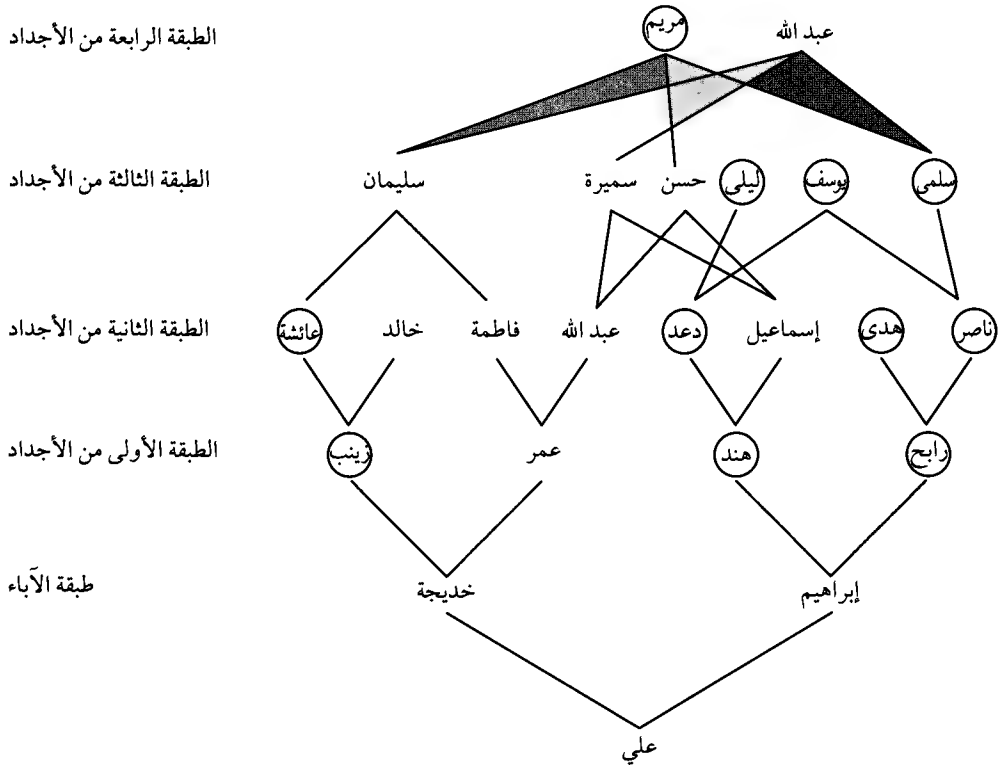 الطبقة الرابعة من الأجداد
عبد الله مريم
الطبقة الثالثة من الأجداد
سلمى يوسف ليلى حسن سميرة سليمان
الطبقة الثانية من الأجداد
ناصر هدى إسماعيل دعد عبد الله فاطمة خالد عائشة
الطبقة الأولى من الأجداد
رابح هند عمر زينب
طبقة الآباء
إبراهيم خديجة
علي